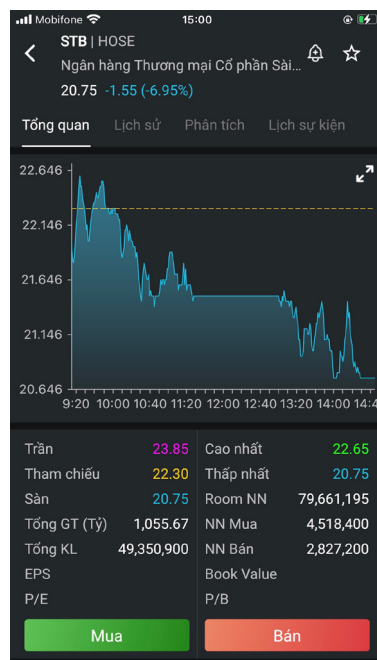 Mobifone 15:00
STB | HOSE
Ngân hàng Thương mại Cổ phần Sài...
20.75 -1.55 (-6.95%)
Tổng quan Lịch sử Phân tích Lịch sự kiện
22.646
22.146
21.646
21.146
20.646
9:20 10:00 10:40 11:20 12:00 12:40 13:20 14:00 14:4
Trần 23.85 Cao nhất 22.65
Tham chiếu 22.30 Thấp nhất 20.75
Sàn 20.75 Room NN 79,661,195
Tổng GT (Tỷ) 1,055.67 NN Mua 4,518,400
Tổng KL 49,350,900 NN Bán 2,827,200
EPS Book Value
P/E P/B
Mua Bán